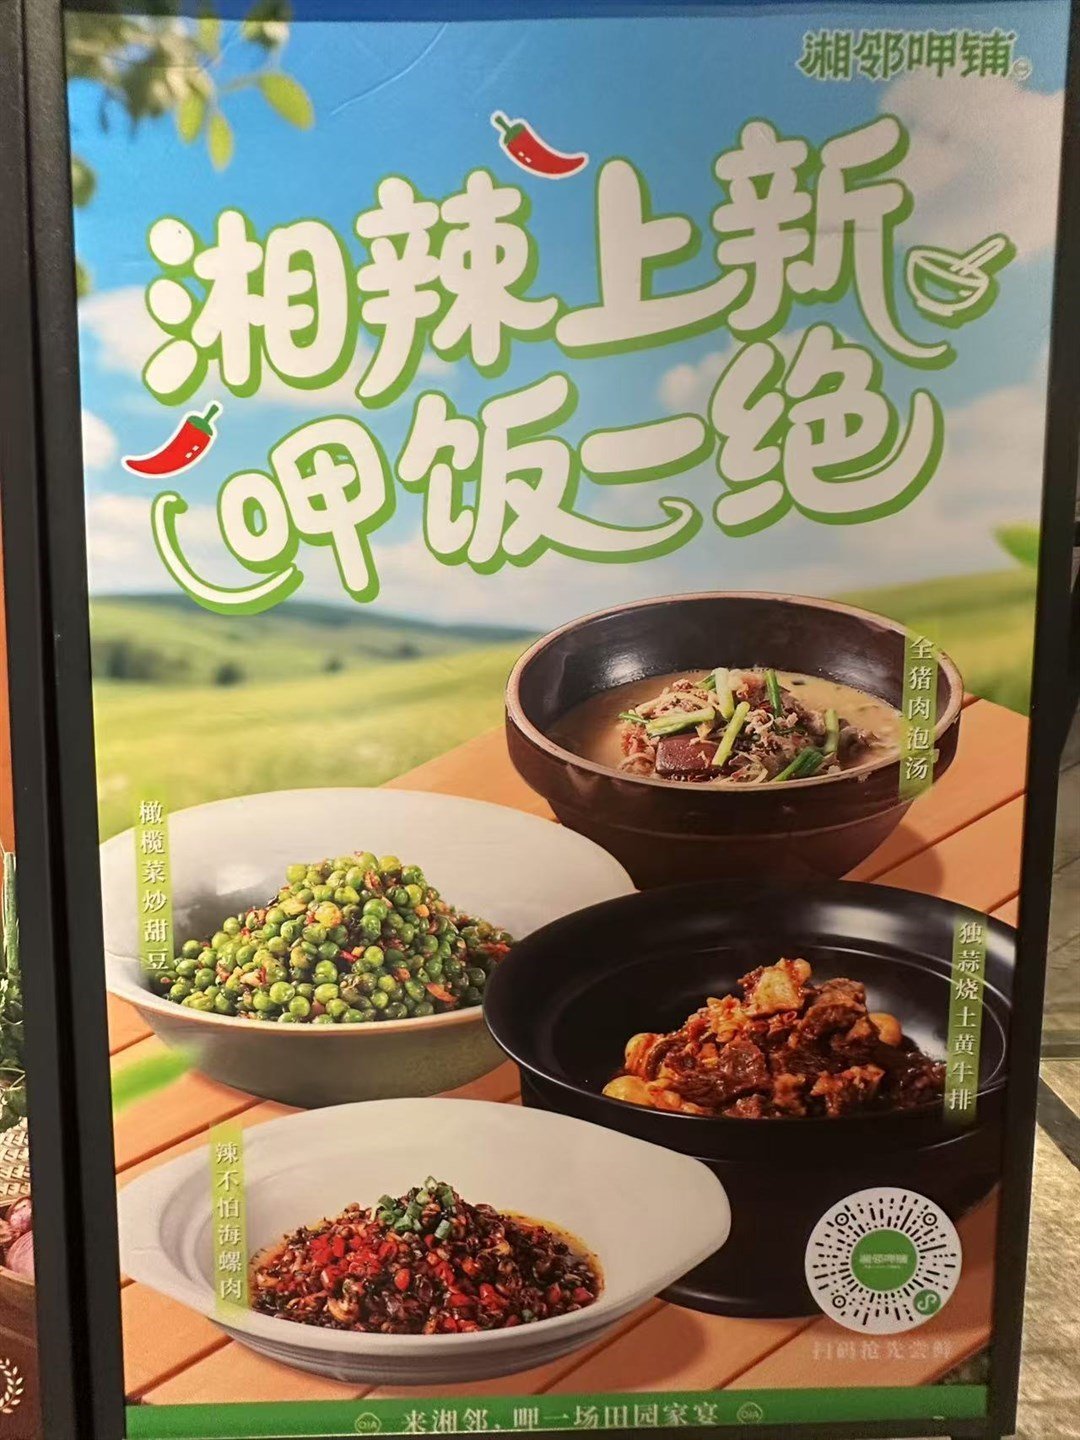 湘邻呷铺
湘辣上新
呷饭一绝
全猪肉泡汤
橄榄菜炒甜豆
独蒜烧土黄牛排
辣不怕海螺肉
湘邻呷铺
扫码抢先尝鲜
QIA 来湘邻，呷一场田园家宴 QIA